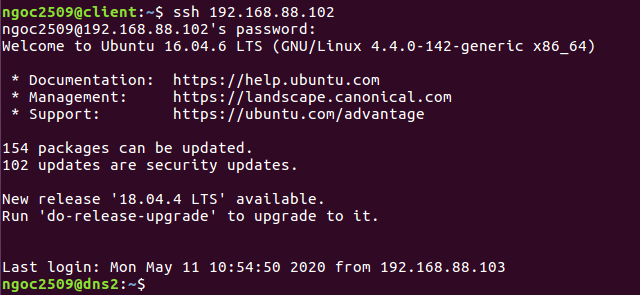 ngoc2509@client:~$ ssh 192.168.88.102
ngoc2509@192.168.88.102's password:
Welcome to Ubuntu 16.04.6 LTS (GNU/Linux 4.4.0-142-generic x86_64)
* Documentation:  https://help.ubuntu.com
* Management:     https://landscape.canonical.com
* Support:        https://ubuntu.com/advantage
154 packages can be updated.
102 updates are security updates.
New release '18.04.4 LTS' available.
Run 'do-release-upgrade' to upgrade to it.
Last login: Mon May 11 10:54:50 2020 from 192.168.88.103
ngoc2509@dns2:~$